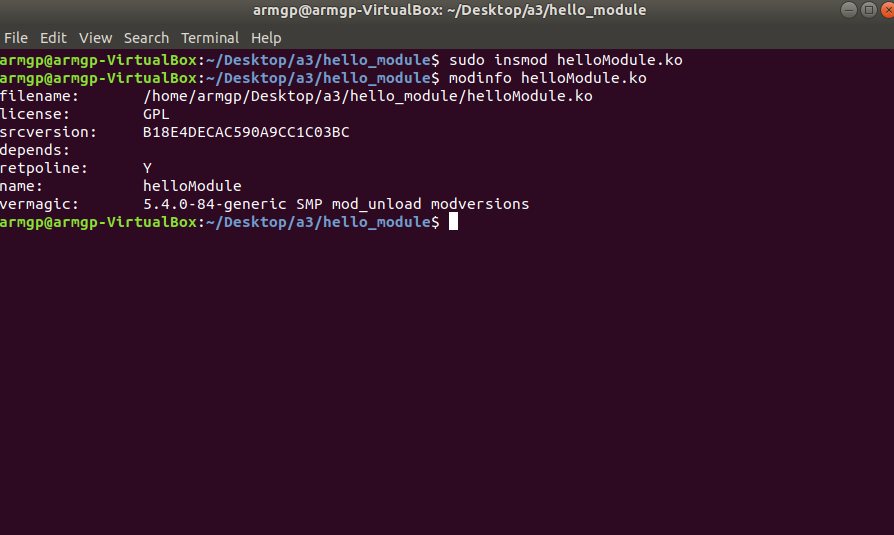 armgp@armgp-VirtualBox: ~/Desktop/a3/hello_module
File Edit View Search Terminal Help
armgp@armgp-VirtualBox:~/Desktop/a3/hello_module$ sudo insmod helloModule.ko
armgp@armgp-VirtualBox:~/Desktop/a3/hello_module$ modinfo helloModule.ko
filename:       /home/armgp/Desktop/a3/hello_module/helloModule.ko
license:        GPL
srcversion:     B18E4DECAC590A9CC1C03BC
depends:
retpoline:      Y
name:           helloModule
vermagic:       5.4.0-84-generic SMP mod_unload modversions
armgp@armgp-VirtualBox:~/Desktop/a3/hello_module$